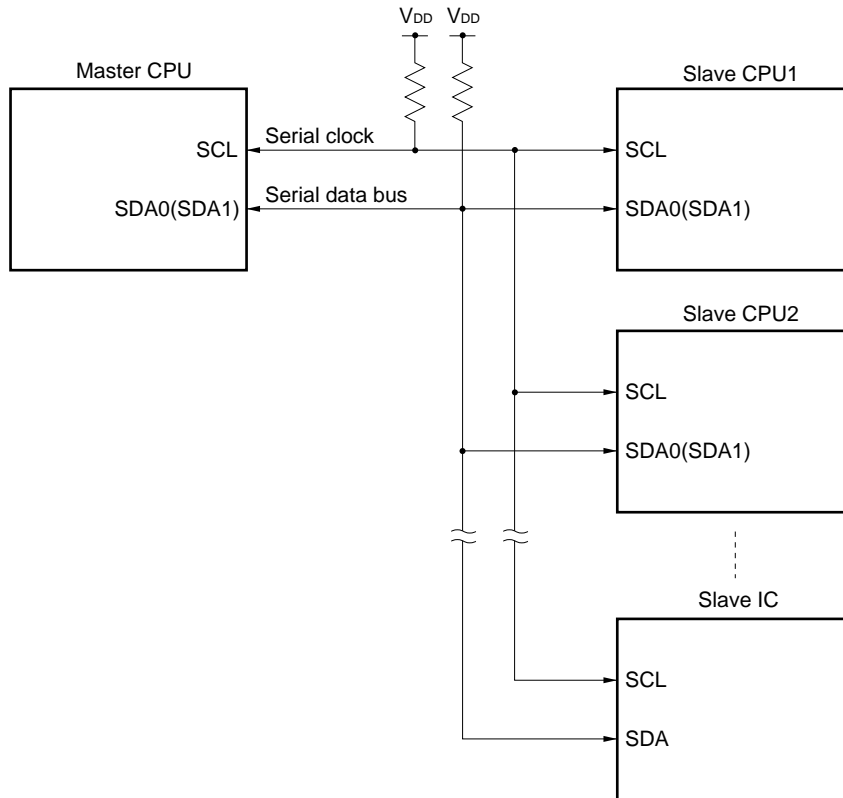 VDD VDD
Master CPU
Slave CPU1
SCL
Serial clock
SCL
SDA0(SDA1)
Serial data bus
SDA0(SDA1)
Slave CPU2
SCL
SDA0(SDA1)
Slave IC
SCL
SDA